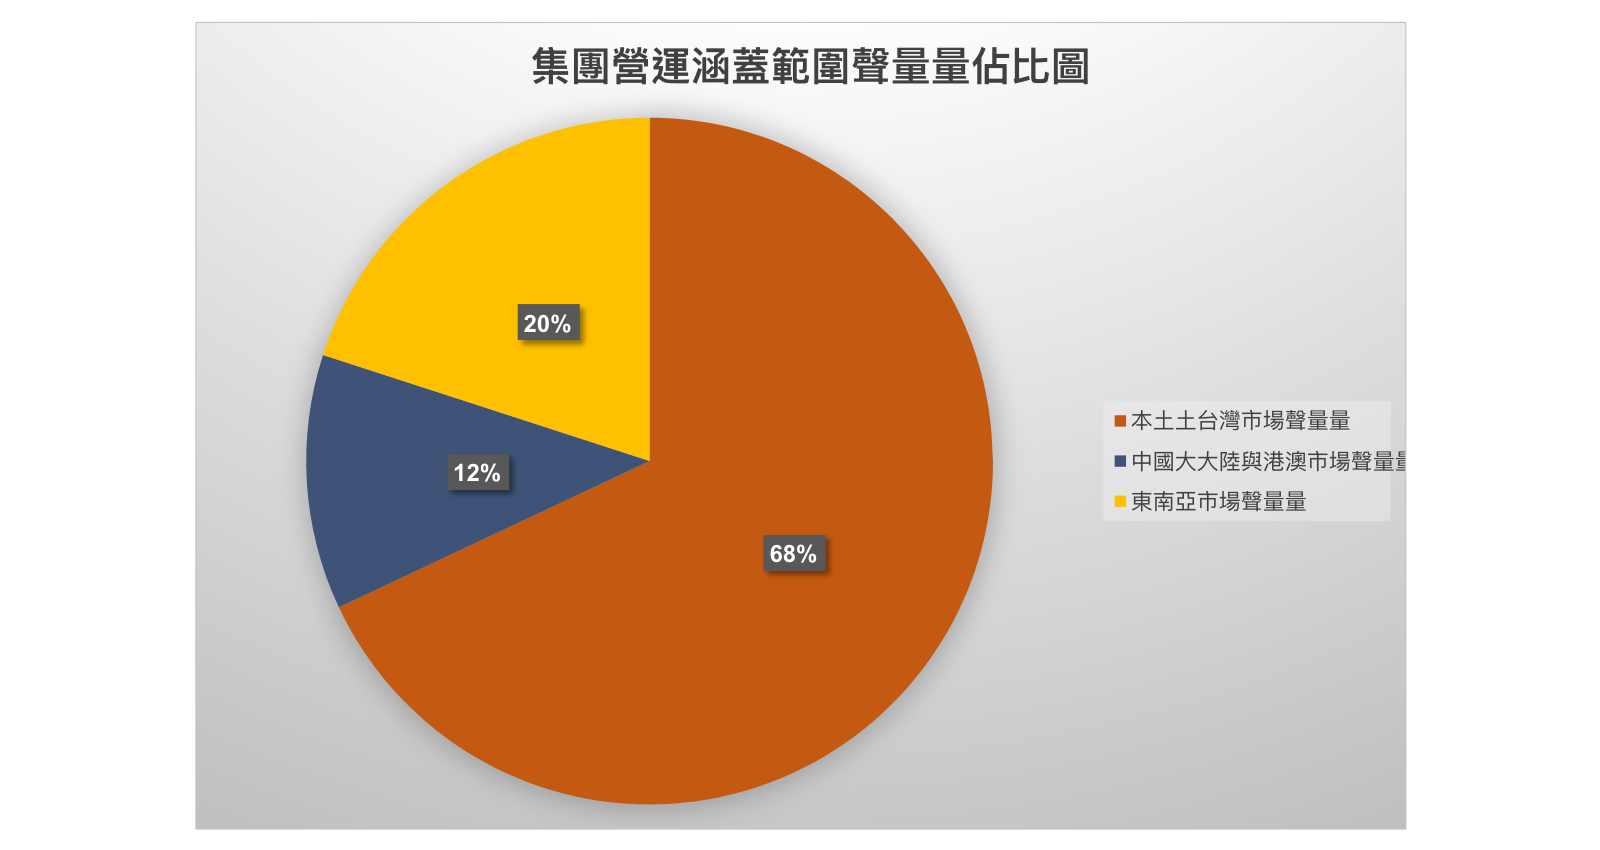 集團營運涵蓋範圍聲量量佔比圖
20%
12%
68%
本土土台灣市場聲量量
中國大大陸與港澳市場聲量量
東南亞市場聲量量